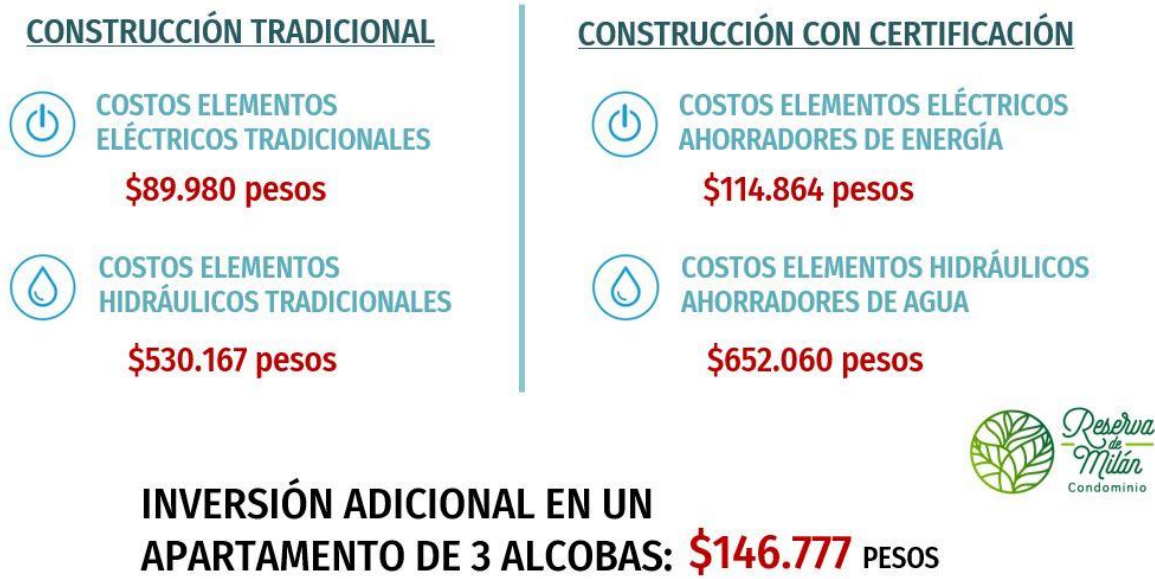 CONSTRUCCIÓN TRADICIONAL
COSTOS ELEMENTOS
ELÉCTRICOS TRADICIONALES
$89.980 pesos
COSTOS ELEMENTOS
HIDRÁULICOS TRADICIONALES
$530.167 pesos
CONSTRUCCIÓN CON CERTIFICACIÓN
COSTOS ELEMENTOS ELÉCTRICOS
AHORRADORES DE ENERGÍA
$114.864 pesos
COSTOS ELEMENTOS HIDRÁULICOS
AHORRADORES DE AGUA
$652.060 pesos
Reserva
de
Milán
Condominio
INVERSIÓN ADICIONAL EN UN
APARTAMENTO DE 3 ALCOBAS: $146.777 PESOS